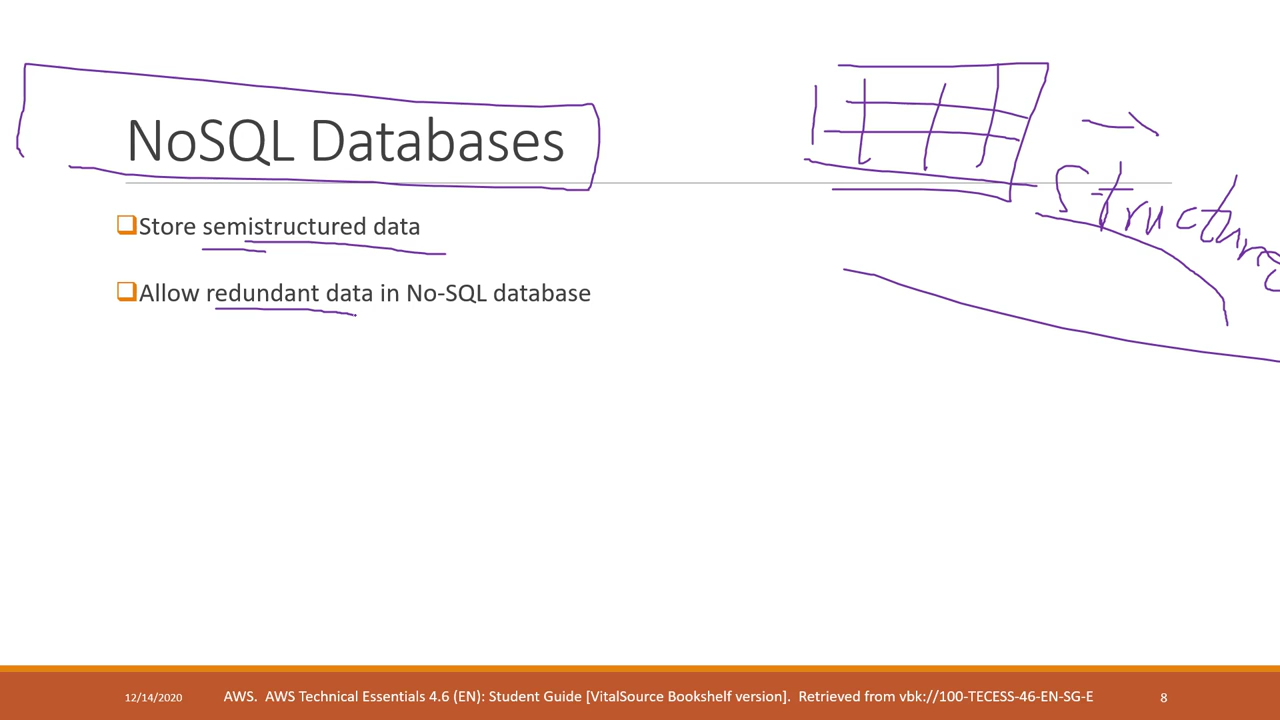 NoSQL Databases
Structure
Store semistructured data
Allow redundant data in No-SQL database
12/14/2020 AWS. AWS Technical Essentials 4.6 (EN): Student Guide [VitalSource Bookshelf version]. Retrieved from vbk://100-TECESS-46-EN-SG-E 8